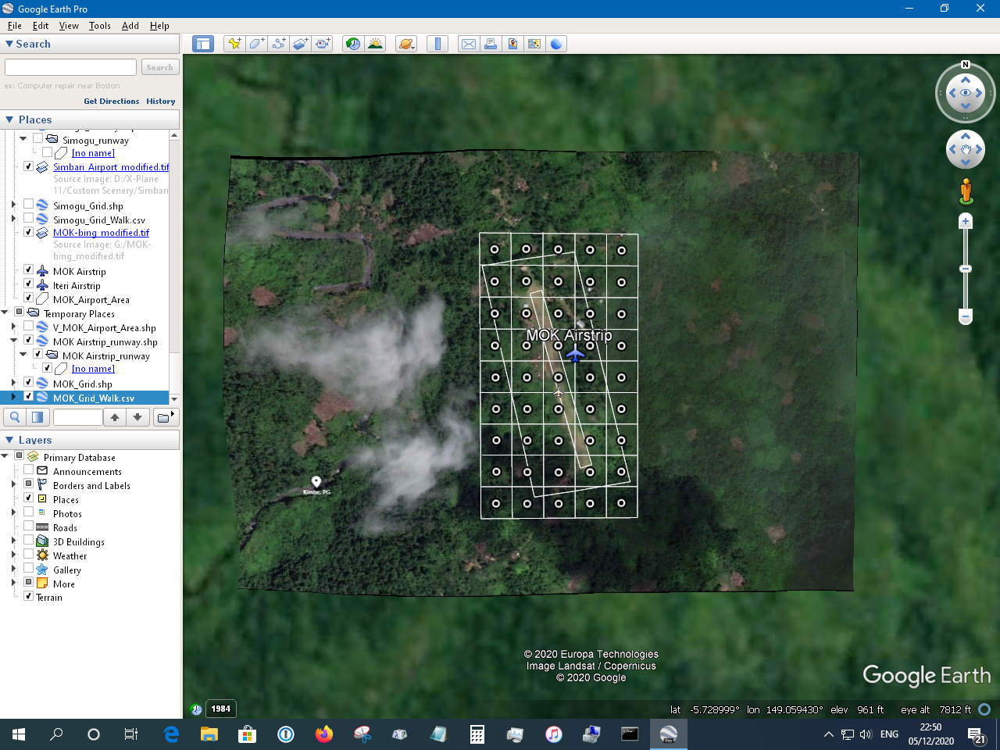 Google Earth Pro
File Edit View Tools Add Help
Search
Search
ex: Computer repair near Boston
Get Directions History
Places
Simogu_runway
[no name]
Simbari_Airport_modified.tif
Source Image: D:/X-Plane
11/Custom Scenery/Simbari
Simogu_Grid.shp
Simogu_Grid_Walk.csv
MOK-bing_modified.tif
Source Image: G:/MOK-
bing_modified.tif
MOK Airstrip
Iteri Airstrip
MOK_Airport_Area
Temporary Places
V_MOK_Airport_Area.shp
MOK Airstrip_runway.shp
MOK Airstrip_runway
[no name]
MOK_Grid.shp
MOK_Grid_Walk.csv
Layers
Primary Database
Announcements
Borders and Labels
Places
Photos
Roads
3D Buildings
Weather
Gallery
More
Terrain
N
MOK Airstrip
Kimbe, PG
© 2020 Europa Technologies
Image Landsat / Copernicus
© 2020 Google
Google Earth
1984
lat -5.728999° lon 149.059430° elev 961 ft eye alt 7812 ft
ENG
22:50
05/12/2020
21